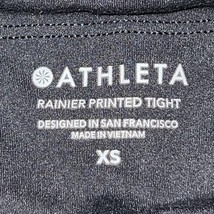 ATHLETA
RAINIER PRINTED TIGHT
DESIGNED IN SAN FRANCISCO
MADE IN VIETNAM
XS